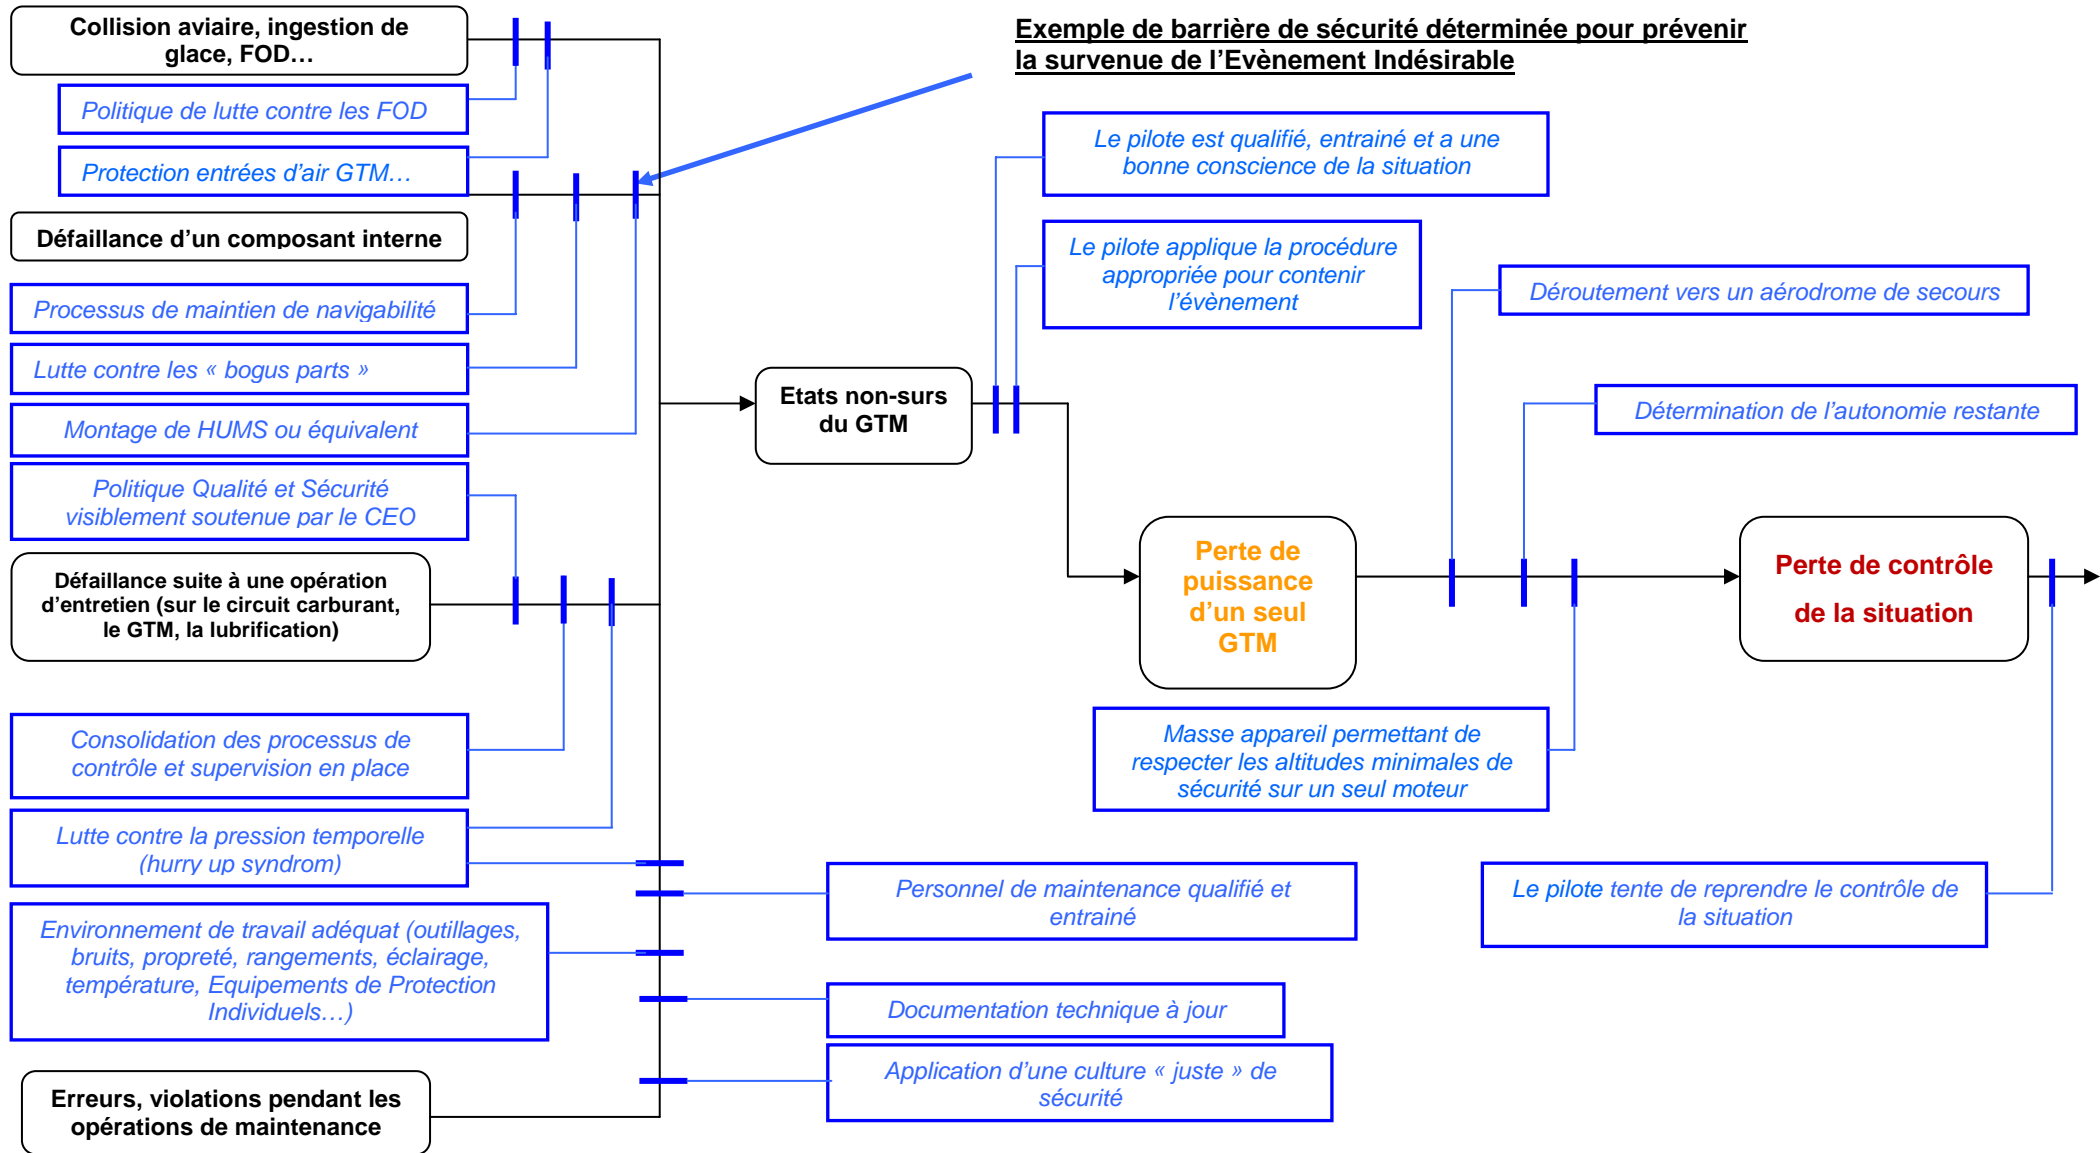 Collision aviaire, ingestion de
glace, FOD…
Exemple de barrière de sécurité déterminée pour prévenir
la survenue de l’Evènement Indésirable
Politique de lutte contre les FOD
Protection entrées d'air GTM…
Le pilote est qualifié, entrainé et a une
bonne conscience de la situation
Défaillance d’un composant interne
Le pilote applique la procédure
appropriée pour contenir
l’évènement
Processus de maintien de navigabilité
Déroutement vers un aérodrome de secours
Lutte contre les « bogus parts »
Etats non-surs
du GTM
Montage de HUMS ou équivalent
Détermination de l’autonomie restante
Politique Qualité et Sécurité
visiblement soutenue par le CEO
Défaillance suite à une opération
d’entretien (sur le circuit carburant,
le GTM, la lubrification)
Perte de
puissance
d’un seul
GTM
Perte de contrôle
de la situation
Consolidation des processus de
contrôle et supervision en place
Masse appareil permettant de
respecter les altitudes minimales de
sécurité sur un seul moteur
Lutte contre la pression temporelle
(hurry up syndrom)
Personnel de maintenance qualifié et
entrainé
Le pilote tente de reprendre le contrôle de
la situation
Environnement de travail adéquat (outillages,
bruits, propreté, rangements, éclairage,
température, Equipements de Protection
Individuels…)
Documentation technique à jour
Application d’une culture « juste » de
sécurité
Erreurs, violations pendant les
opérations de maintenance